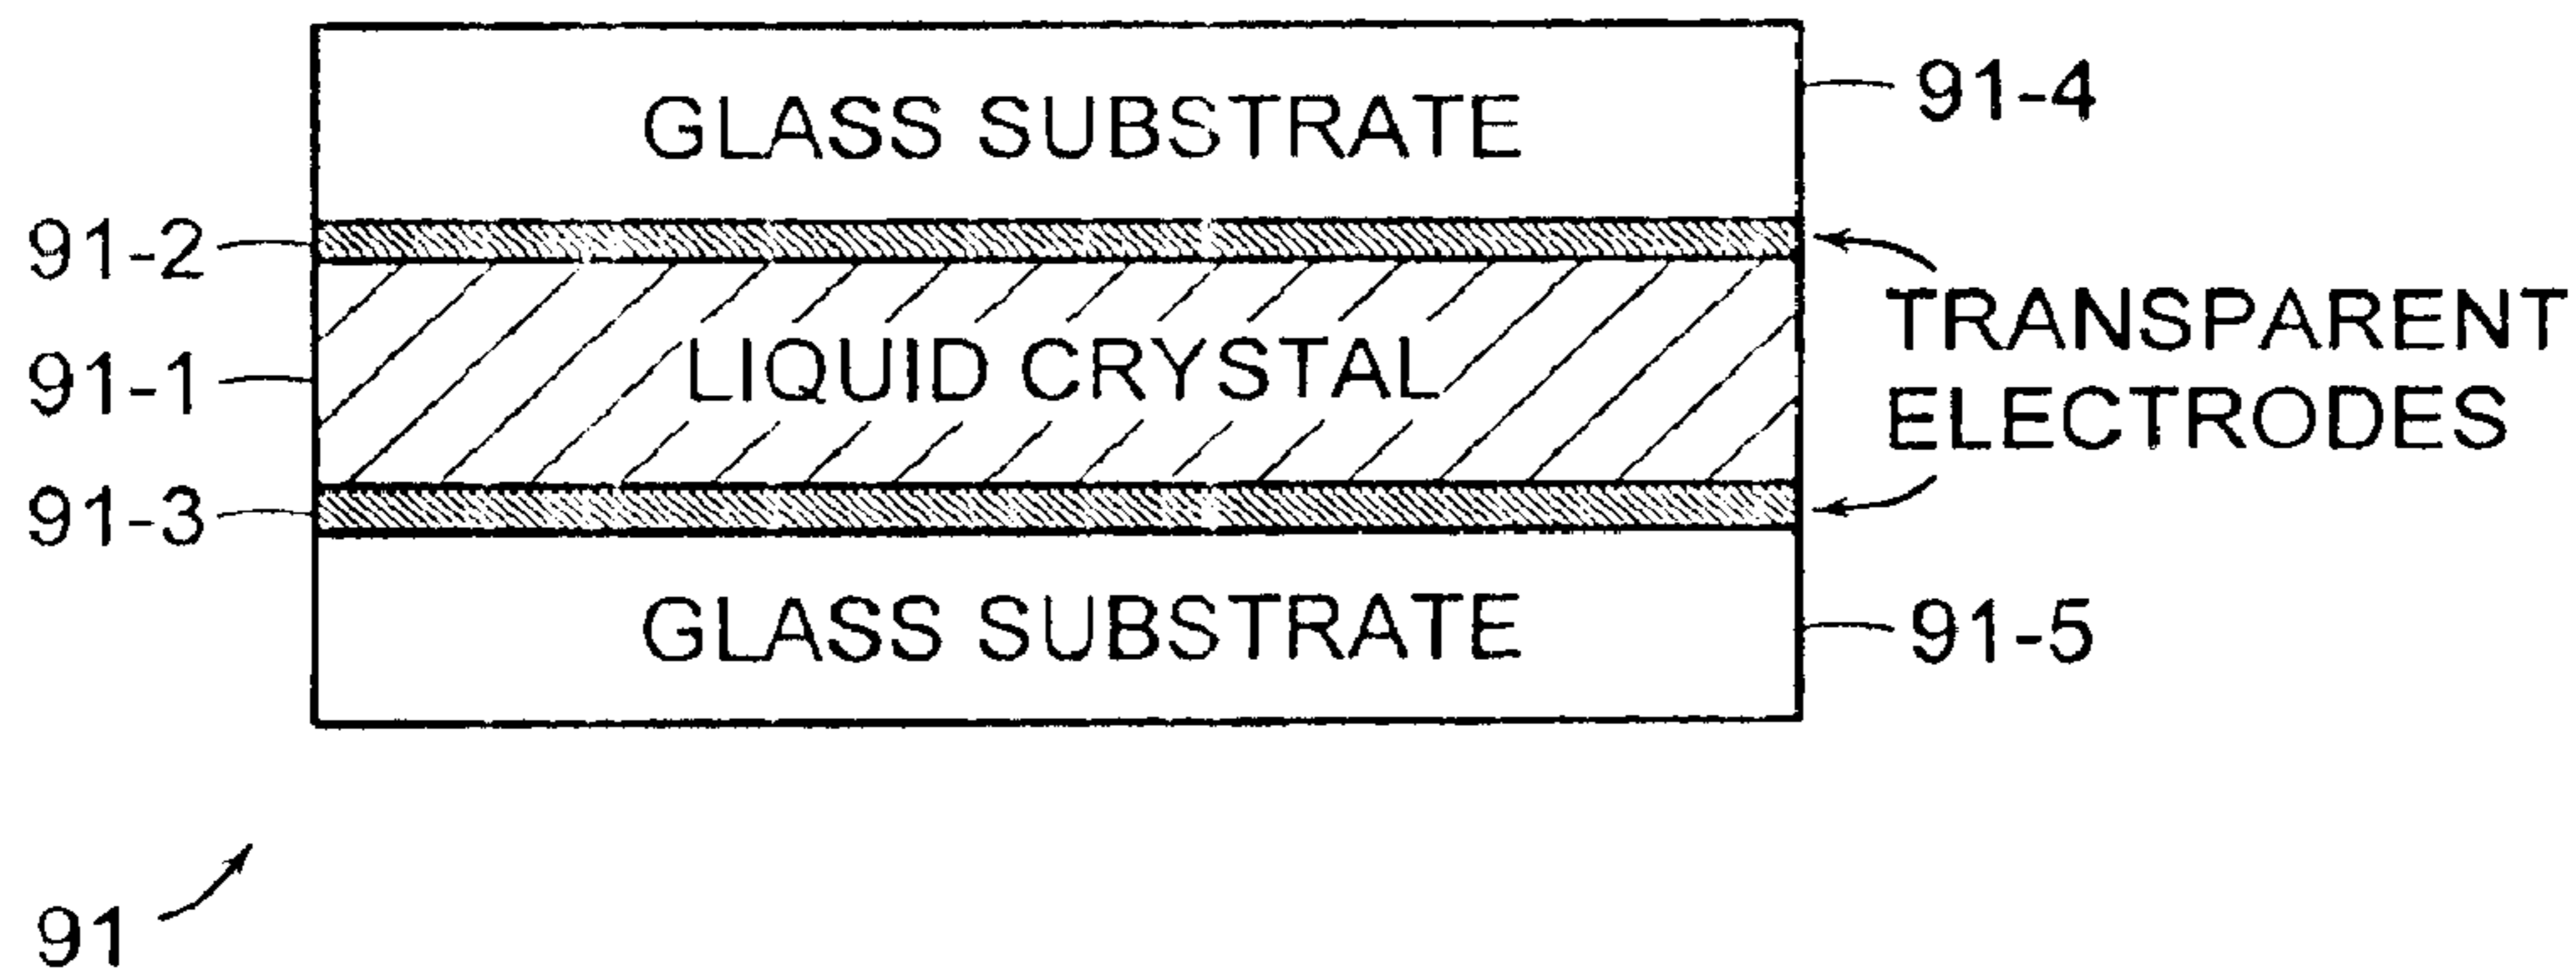 GLASS SUBSTRATE
91-4
91-2
91-1
LIQUID CRYSTAL
TRANSPARENT
ELECTRODES
91-3
GLASS SUBSTRATE
91-5
91